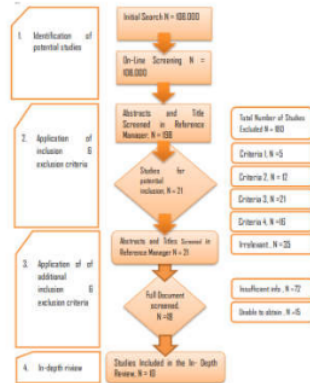 1. Identification of
potential studies
Initial Search N = 108,000
On-Line Screening N =
108,000
Abstracts and Title
Screened in Reference
Manager, N = 198
2. Application of
inclusion &
exclusion criteria
Studies for
potential
inclusion, N = 21
Total Number of Studies
Excluded N = 180
Criteria 1, N =5
Criteria 2, N = 12
Criteria 3, N =21
Criteria 4, N =16
Irrelevant, N =35
Abstracts and Titles Screened in
Reference Manager N = 21
3. Application of of
additional
inclusion &
exclusion criteria
Full Document
screened,
N =18
Insufficient info , N =72
Unable to obtain , N =15
4. In-depth riview
Studies Included in the In- Depth
Review, N = 18